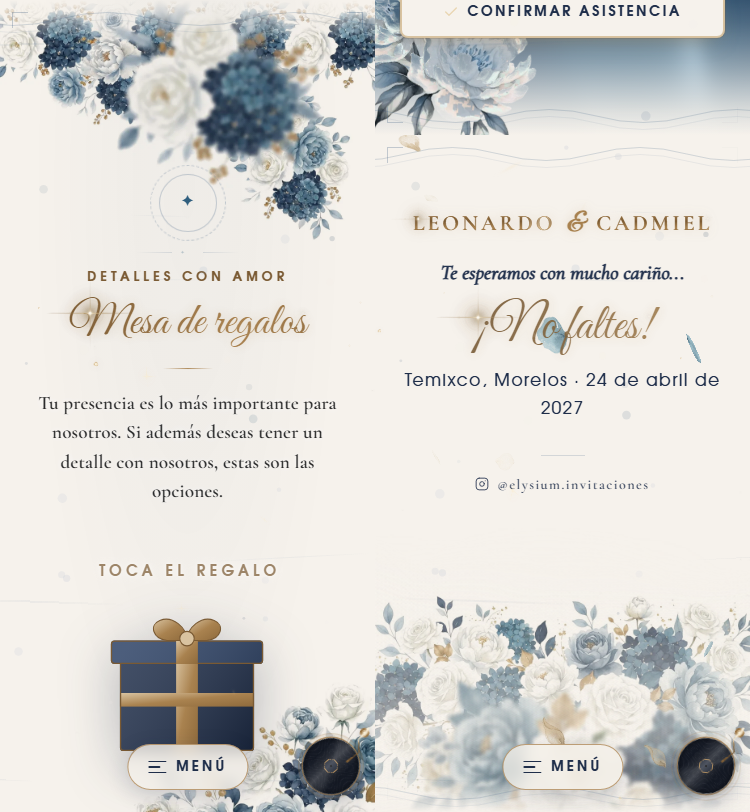 DETALLES CON AMOR
Mesa de regalos
Tu presencia es lo más importante para
nosotros. Si además deseas tener un
detalle con nosotros, estas son las
opciones.
TOCA EL REGALO
MENÚ
CONFIRMAR ASISTENCIA
LEONARDO & CADMIEL
Te esperamos con mucho cariño...
¡No faltes!
Temixco, Morelos · 24 de abril de
2027
@elysium.invitaciones
MENÚ